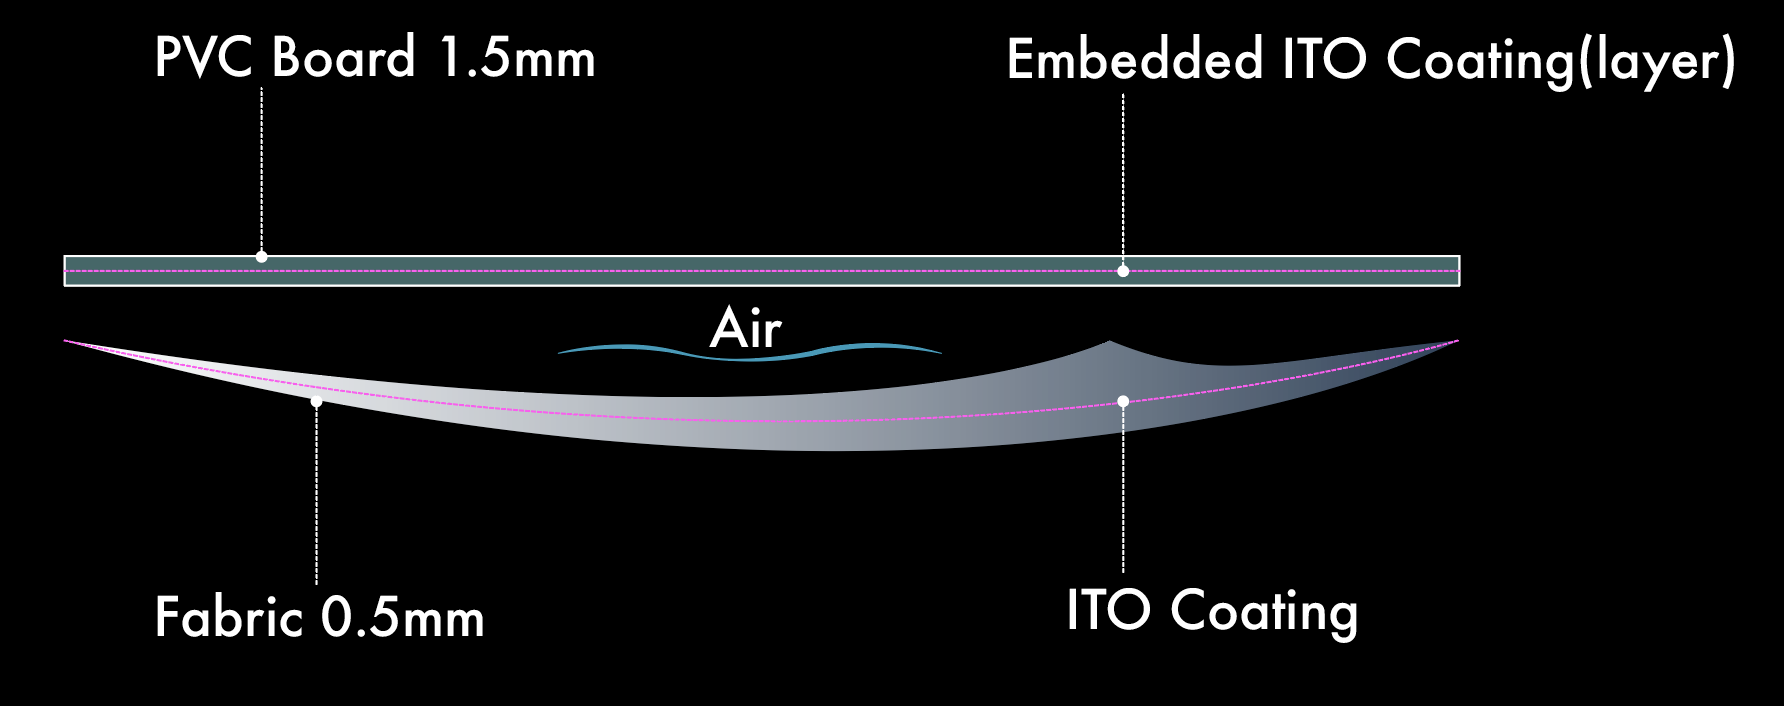 PVC Board 1.5mm
Embedded ITO Coating(layer)
Air
Fabric 0.5mm
ITO Coating